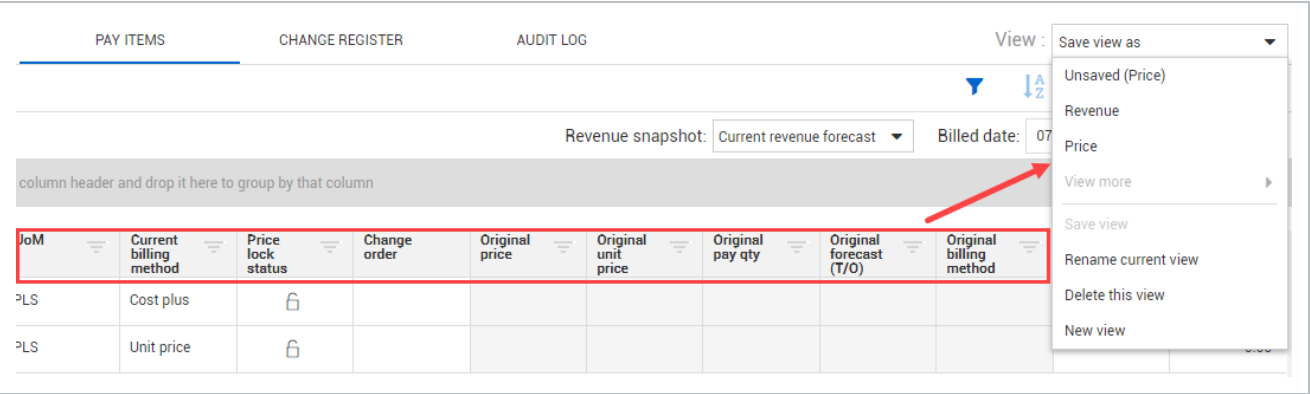 PAY ITEMS CHANGE REGISTER AUDIT LOG View : Save view as
Unsaved (Price)
Revenue
Revenue snapshot: Current revenue forecast Billed date: 07
Price
column header and drop it here to group by that column
View more
Save view
Rename current view
Delete this view
New view
JoM Current billing method Price lock status Change order Original price Original unit price Original pay qty Original forecast (T/O) Original billing method
PLS Cost plus
PLS Unit price